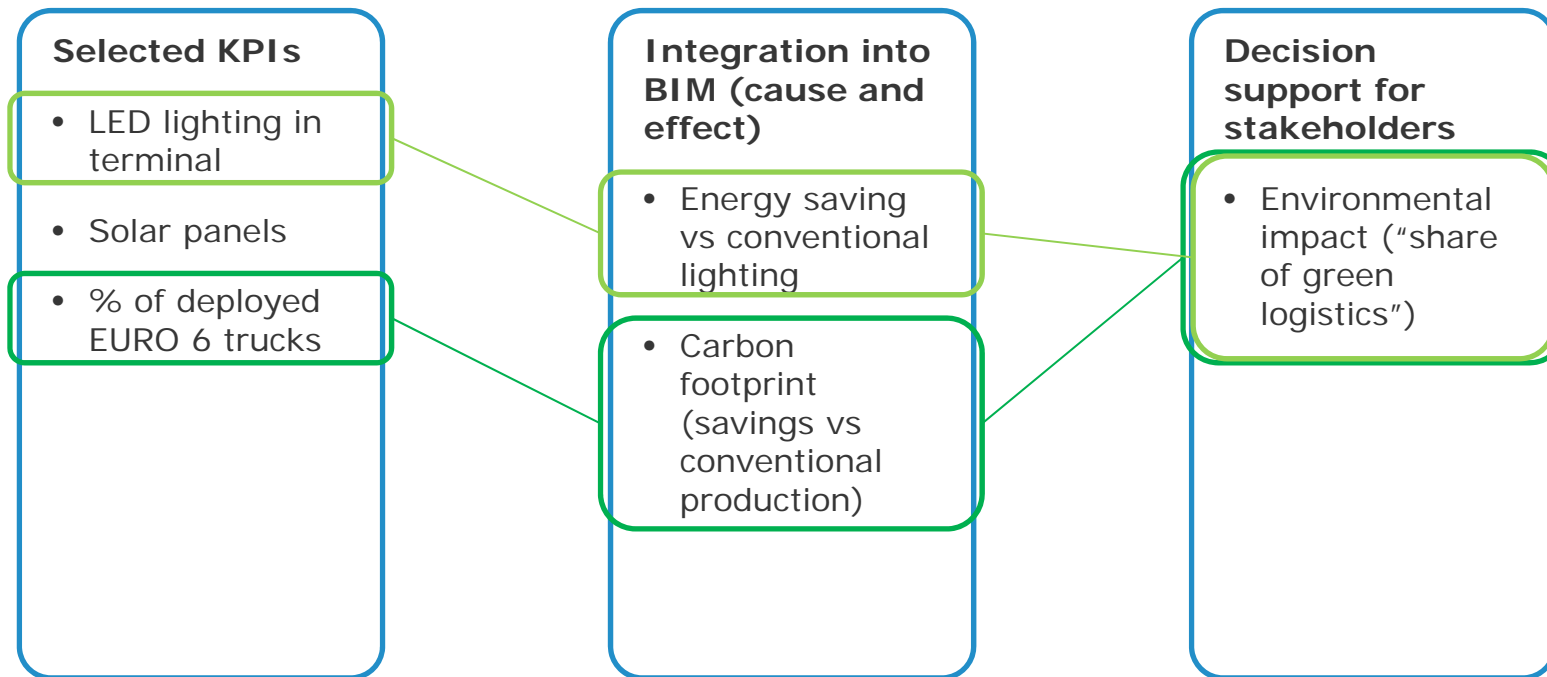 Selected KPIs
• LED lighting in
terminal
• Solar panels
• % of deployed
EURO 6 trucks
Integration into
BIM (cause and
effect)
• Energy saving
vs conventional
lighting
• Carbon
footprint
(savings vs
conventional
production)
Decision
support for
stakeholders
• Environmental
impact (“share
of green
logistics”)